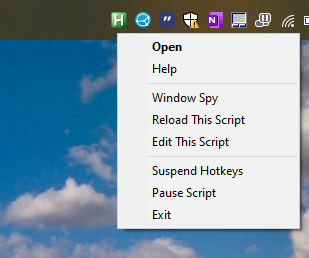 H
"
N
Open
Help
Window Spy
Reload This Script
Edit This Script
Suspend Hotkeys
Pause Script
Exit